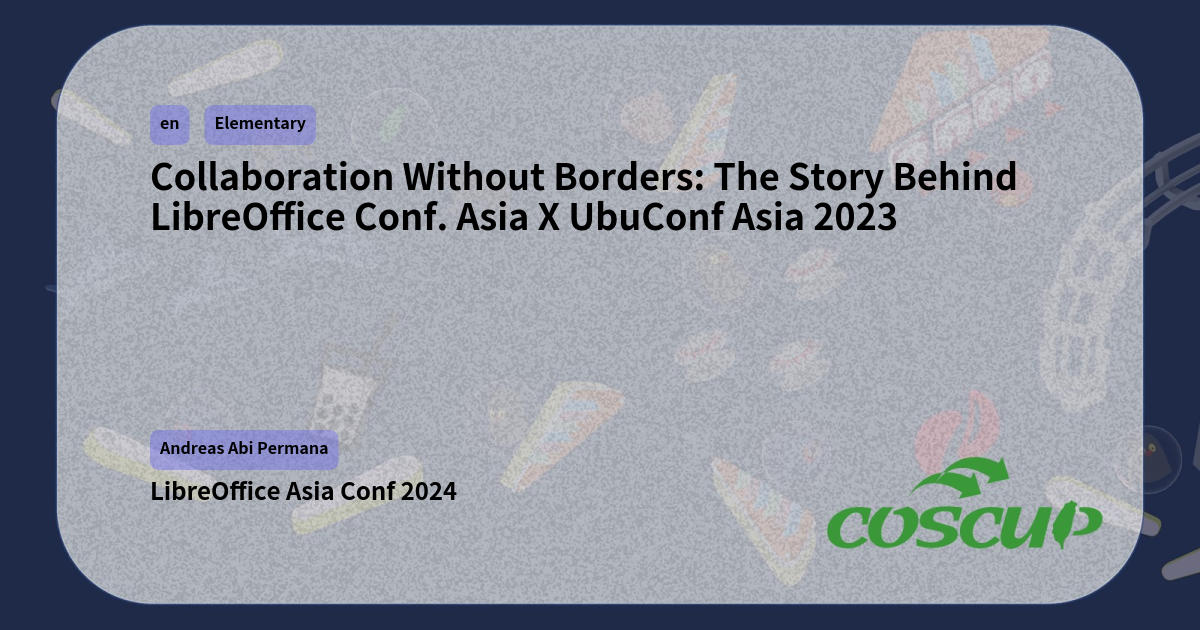 en Elementary
Collaboration Without Borders: The Story Behind
LibreOffice Conf. Asia X UbuConf Asia 2023
Andreas Abi Permana
LibreOffice Asia Conf 2024
COSCUP